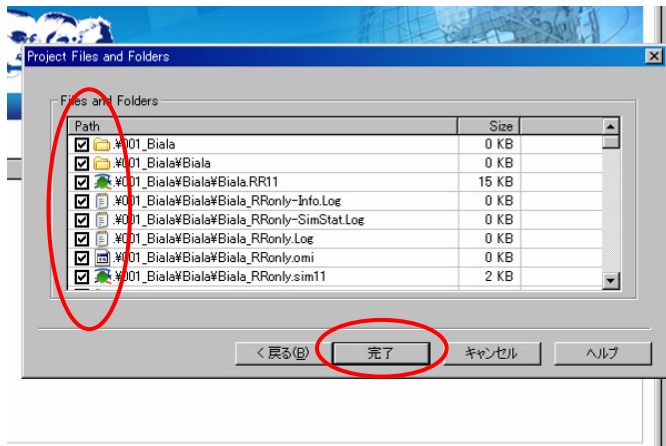 Project Files and Folders
Files and Folders
Path Size
.¥001_Biala 0 KB
.¥001_Biala¥Biala 0 KB
.¥001_Biala¥Biala¥Biala.RR11 15 KB
.¥001_Biala¥Biala¥Biala_RRonly-Info.Log 0 KB
.¥001_Biala¥Biala¥Biala_RRonly-SimStat.Log 0 KB
.¥001_Biala¥Biala¥Biala_RRonly.Log 0 KB
.¥001_Biala¥Biala¥Biala_RRonly.omi 0 KB
.¥001_Biala¥Biala¥Biala_RRonly.sim11 2 KB
< 戻る(B) 完了 キャンセル ヘルプ